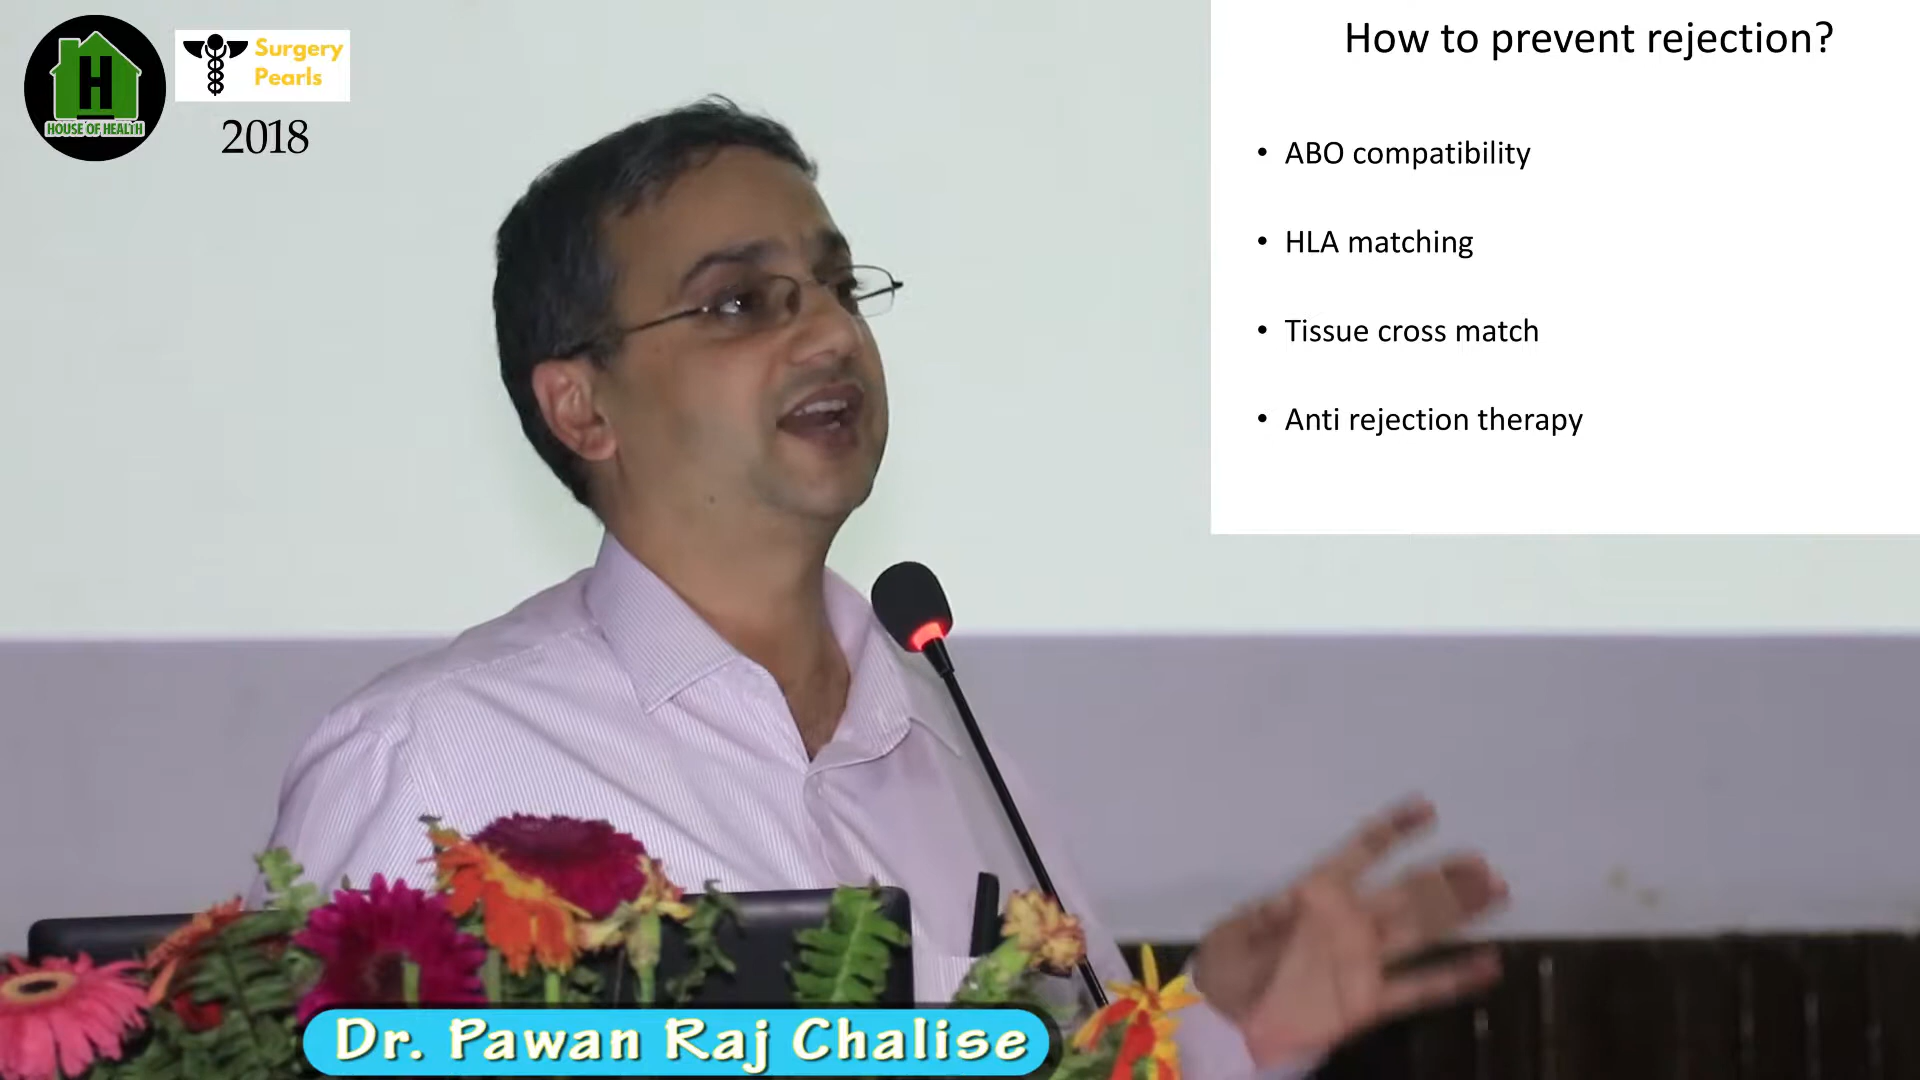 H
HOUSE OF HEALTH
Surgery
Pearls
2018
How to prevent rejection?
• ABO compatibility
• HLA matching
• Tissue cross match
• Anti rejection therapy
Dr. Pawan Raj Chalise